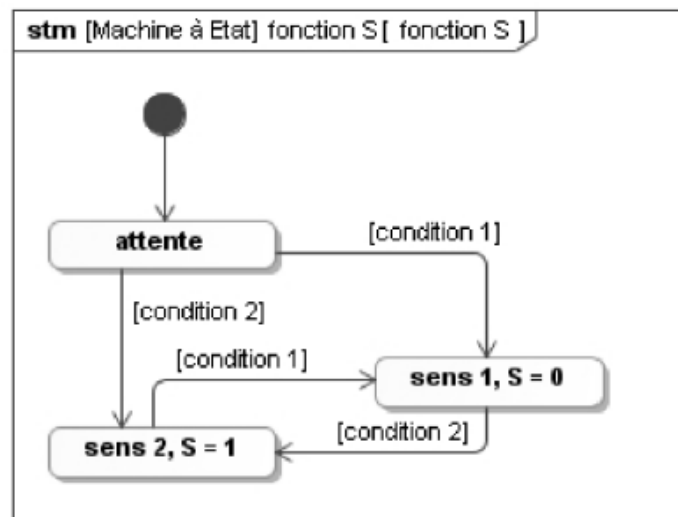 stm [Machine à Etat] fonction S[ fonction S ]
attente
[condition 1]
[condition 2]
[condition 1]
sens 1, S = 0
sens 2, S = 1
[condition 2]